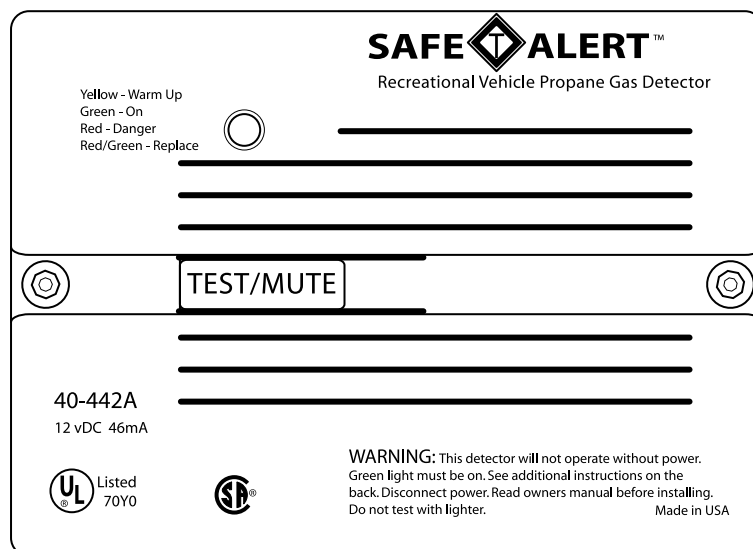 SAFE T ALERT™
Recreational Vehicle Propane Gas Detector
Yellow - Warm Up
Green - On
Red - Danger
Red/Green - Replace
TEST/MUTE
40-442A
12 vDC 46mA
UL® Listed
70Y0
SA®
WARNING: This detector will not operate without power.
Green light must be on. See additional instructions on the
back. Disconnect power. Read owners manual before installing.
Do not test with lighter.
Made in USA